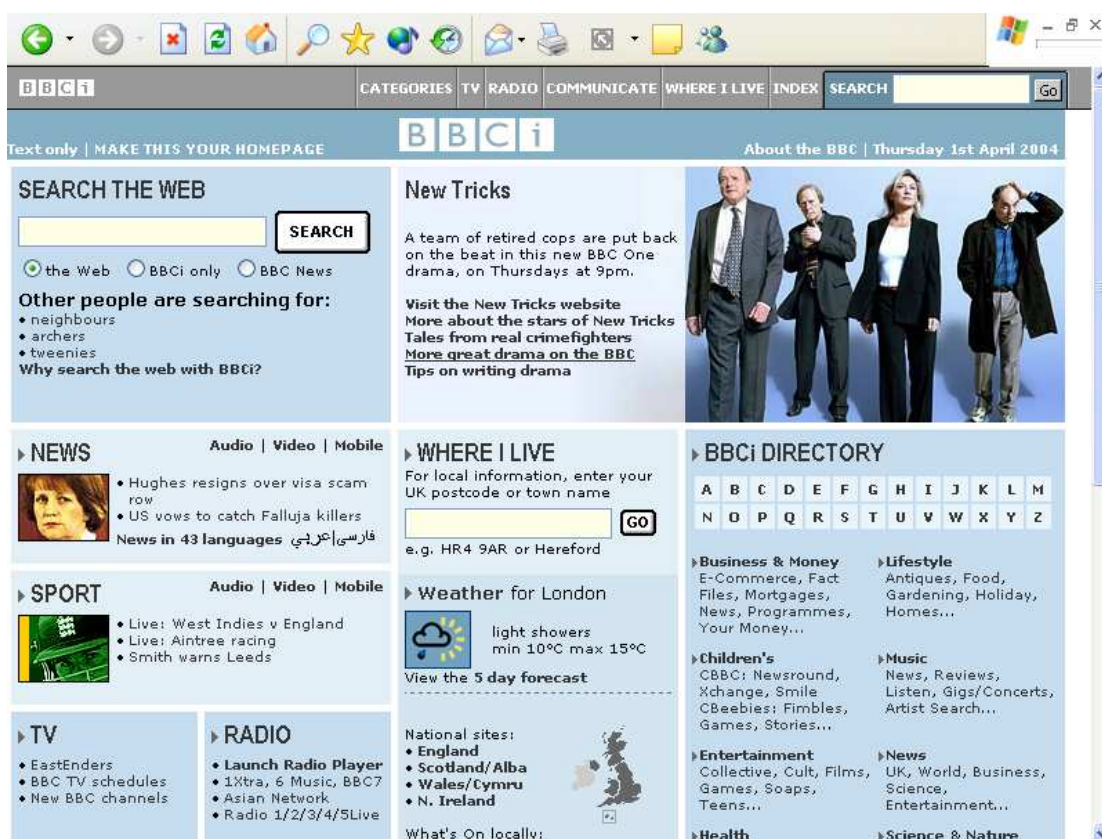 BBCi
CATEGORIES TV RADIO COMMUNICATE WHERE I LIVE INDEX SEARCH Go
BBCi
Text only | MAKE THIS YOUR HOMEPAGE
About the BBC | Thursday 1st April 2004
SEARCH THE WEB
SEARCH
the Web BBCi only BBC News
Other people are searching for:
• neighbours
• archers
• tweenies
Why search the web with BBCi?
New Tricks
A team of retired cops are put back
on the beat in this new BBC One
drama, on Thursdays at 9pm.
Visit the New Tricks website
More about the stars of New Tricks
Tales from real crimefighters
More great drama on the BBC
Tips on writing drama
NEWS
Audio | Video | Mobile
• Hughes resigns over visa scam
row
• US vows to catch Falluja killers
News in 43 languages فارسی|عربي
SPORT
Audio | Video | Mobile
• Live: West Indies v England
• Live: Aintree racing
• Smith warns Leeds
TV
• EastEnders
• BBC TV schedules
• New BBC channels
RADIO
• Launch Radio Player
• 1Xtra, 6 Music, BBC7
• Asian Network
• Radio 1/2/3/4/5Live
WHERE I LIVE
For local information, enter your
UK postcode or town name
GO
e.g. HR4 9AR or Hereford
Weather for London
light showers
min 10ºC max 15ºC
View the 5 day forecast
National sites:
• England
• Scotland/Alba
• Wales/Cymru
• N. Ireland
What's On locally:
BBCi DIRECTORY
A B C D E F G H I J K L M
N O P Q R S T U V W X Y Z
Business & Money
E-Commerce, Fact
Files, Mortgages,
News, Programmes,
Your Money...
Lifestyle
Antiques, Food,
Gardening, Holiday,
Homes...
Children's
CBBC: Newsround,
Xchange, Smile
CBeebies: Fimbles,
Games, Stories...
Music
News, Reviews,
Listen, Gigs/Concerts,
Artist Search...
Entertainment
Collective, Cult, Films,
Games, Soaps,
Teens...
News
UK, World, Business,
Science,
Entertainment...
Health
Science & Nature